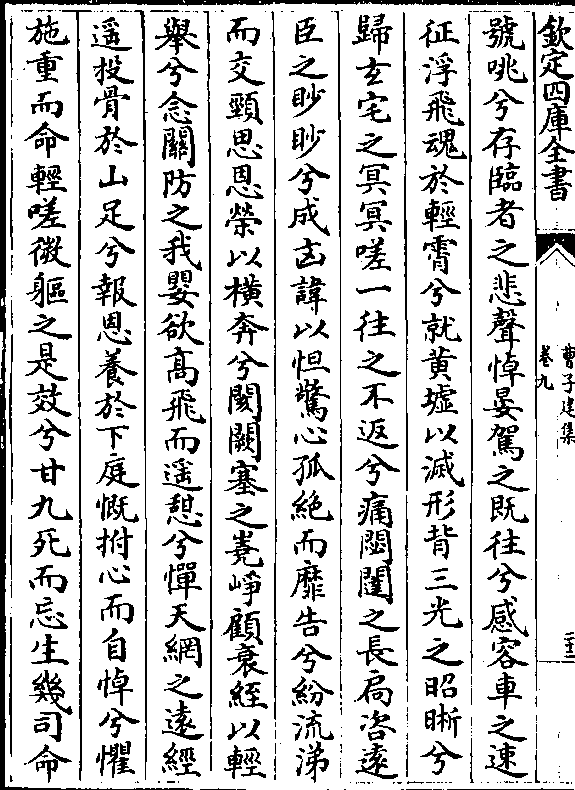 欽定四庫全書
曹子建集
卷九
號咷兮存臨者之悲聲悼晏駕之既往兮感容車之速
征浮飛魂於輕霄兮就黄墟以滅形背三光之昭晰兮
歸𤣥宅之冥冥嗟一往之不返兮痛閟闥之長扃咨逺
臣之眇眇兮成凶諱以怛驚心孤絶而靡告兮紛流涕
而交頸思恩榮以横奔兮閡闕塞之嶤崢顧衰絰以輕
舉兮念關防之我嬰欲髙飛而遥憩兮憚天網之逺經
遥投骨於山足兮報恩養於下庭慨拊心而自悼兮懼
施重而命輕嗟微軀之是效兮甘九死而忘生幾司命